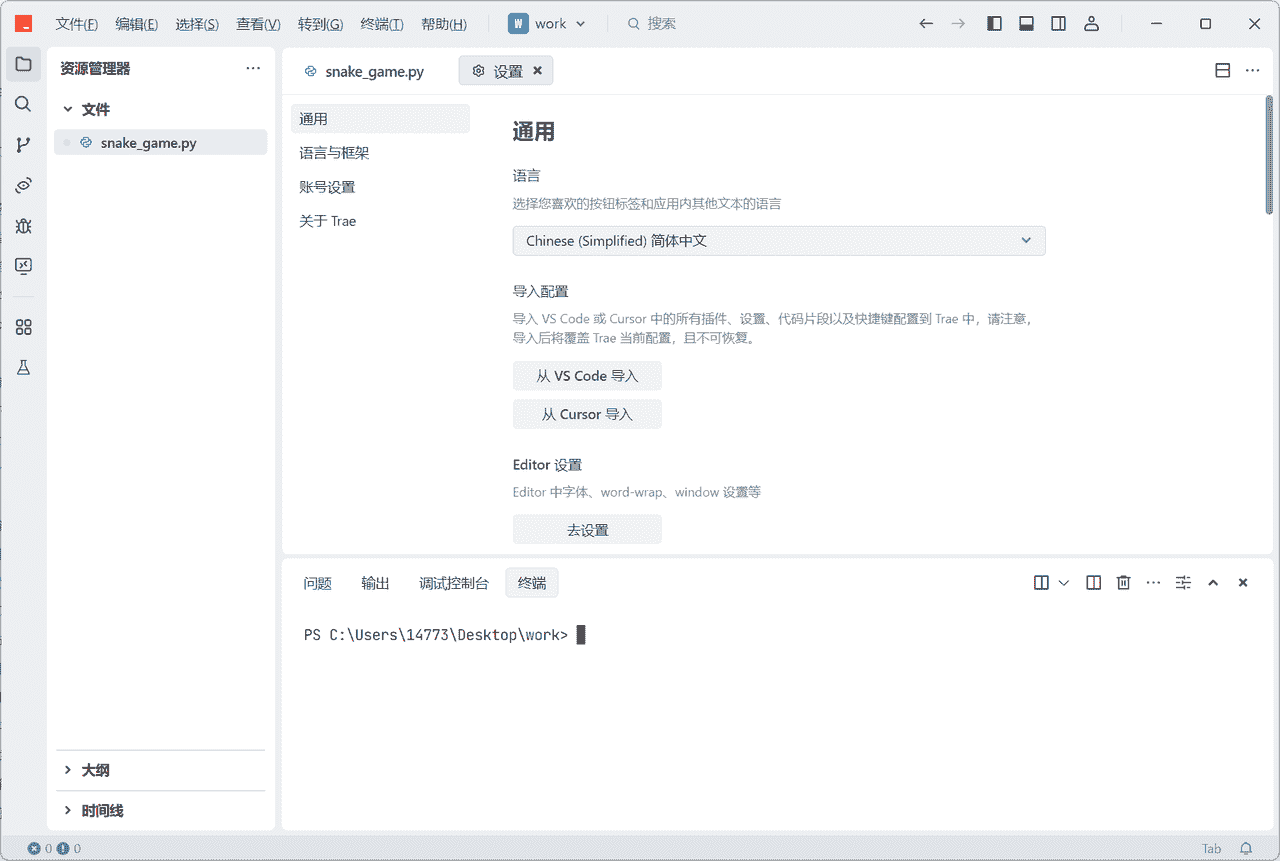 文件(F) 编辑(E) 选择(S) 查看(V) 转到(G) 终端(T) 帮助(H) W work 搜索
资源管理器
文件
snake_game.py
大纲
时间线
snake_game.py 设置
通用
语言与框架
账号设置
关于 Trae
通用
语言
选择您喜欢的按钮标签和应用内其他文本的语言
Chinese (Simplified) 简体中文
导入配置
导入 VS Code 或 Cursor 中的所有插件、设置、代码片段以及快捷键配置到 Trae 中，请注意，
导入后将覆盖 Trae 当前配置，且不可恢复。
从 VS Code 导入
从 Cursor 导入
Editor 设置
Editor 中字体、word-wrap、window 设置等
去设置
问题 输出 调试控制台 终端
PS C:\Users\14773\Desktop\work>
0 0 Tab